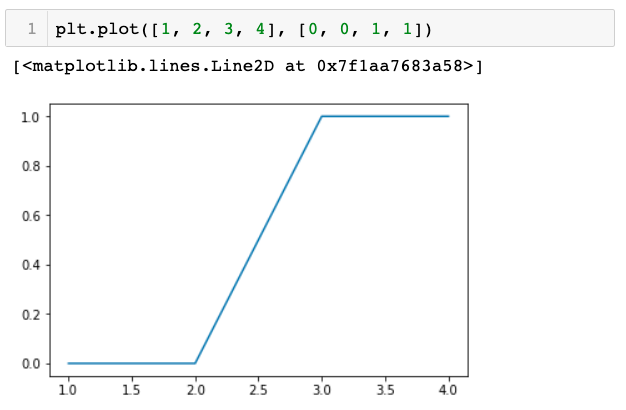 1 plt.plot([1, 2, 3, 4], [0, 0, 1, 1])
[<matplotlib.lines.Line2D at 0x7f1aa7683a58>]
1.0
0.8
0.6
0.4
0.2
0.0
1.0 1.5 2.0 2.5 3.0 3.5 4.0